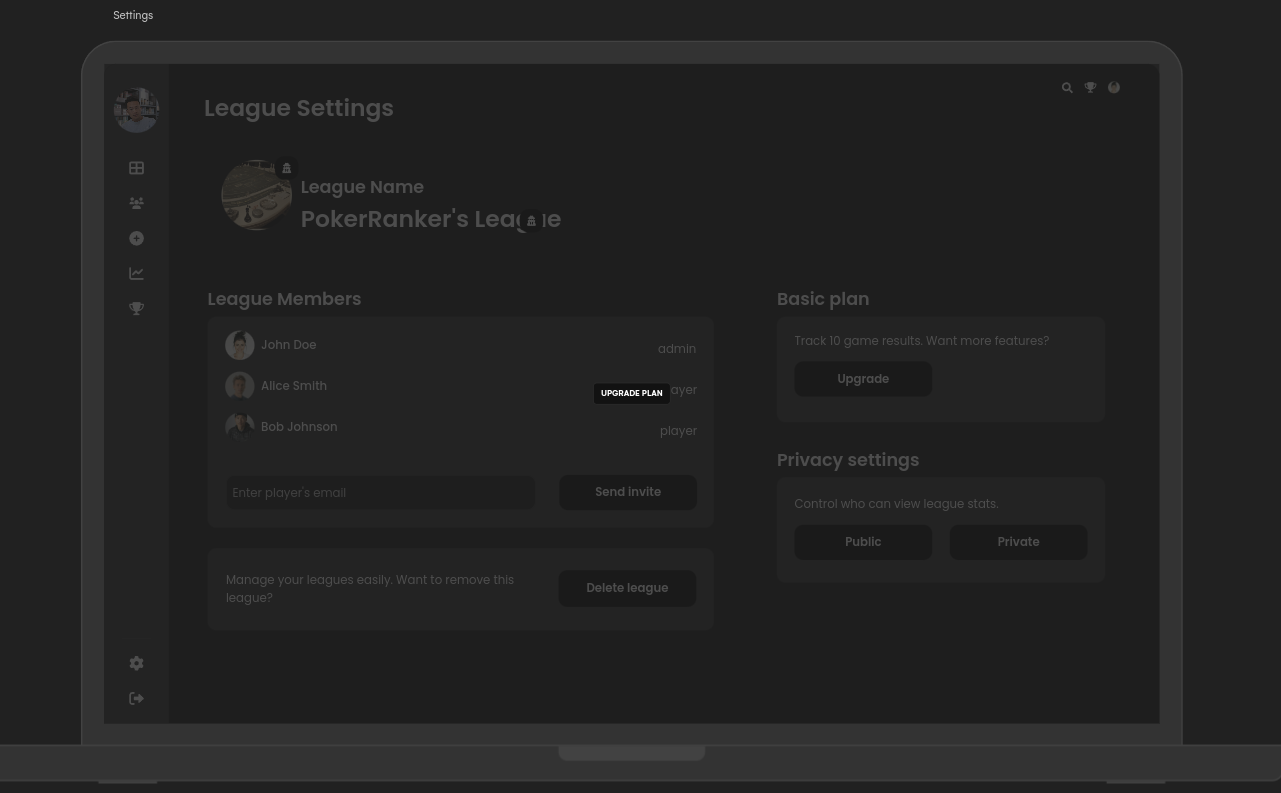 Settings
League Settings
League Name
PokerRanker's League
League Members
John Doe
admin
Alice Smith
UPGRADE PLAN
Bob Johnson
player
Enter player's email
Send invite
Manage your leagues easily. Want to remove this
league?
Delete league
Basic plan
Track 10 game results. Want more features?
Upgrade
Privacy settings
Control who can view league stats.
Public
Private